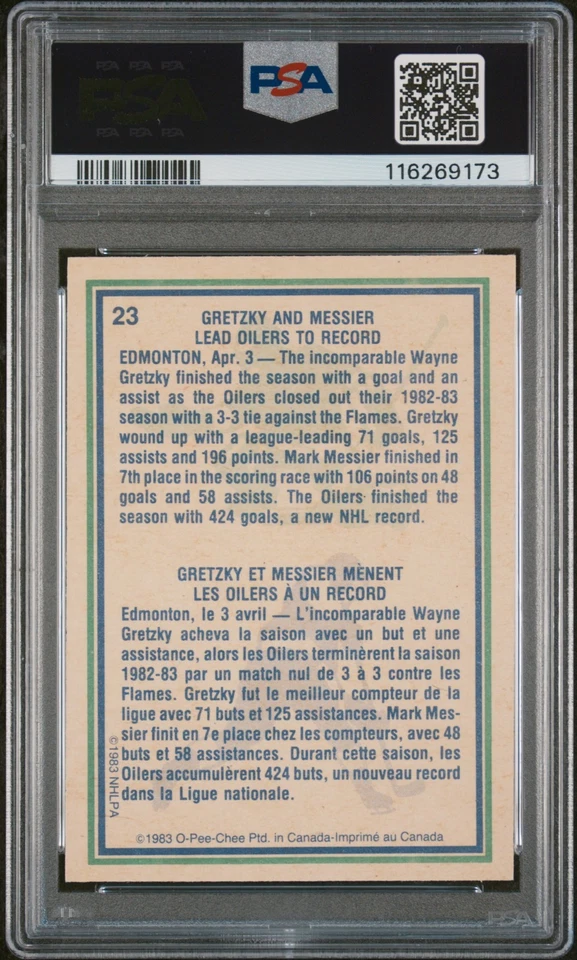 PSA PSA PSA
PSA
PSA PSA PSA
PSA
116269173
23
GRETZKY AND MESSIER
LEAD OILERS TO RECORD
EDMONTON, Apr. 3 — The incomparable Wayne
Gretzky finished the season with a goal and an
assist as the Oilers closed out their 1982-83
season with a 3-3 tie against the Flames. Gretzky
wound up with a league-leading 71 goals, 125
assists and 196 points. Mark Messier finished in
7th place in the scoring race with 106 points on 48
goals and 58 assists. The Oilers finished the
season with 424 goals, a new NHL record.
GRETZKY ET MESSIER MÈNENT
LES OILERS À UN RECORD
Edmonton, le 3 avril — L'incomparable Wayne
Gretzky acheva la saison avec un but et une
assistance, alors les Oilers terminèrent la saison
1982-83 par un match nul de 3 à 3 contre les
Flames. Gretzky fut le meilleur compteur de la
ligue avec 71 buts et 125 assistances. Mark Mes-
sier finit en 7e place chez les compteurs, avec 48
buts et 58 assistances. Durant cette saison, les
Oilers accumulèrent 424 buts, un nouveau record
dans la Ligue nationale.
©1983 NHLPA
©1983 O-Pee-Chee Ptd. in Canada-Imprimé au Canada
PSA